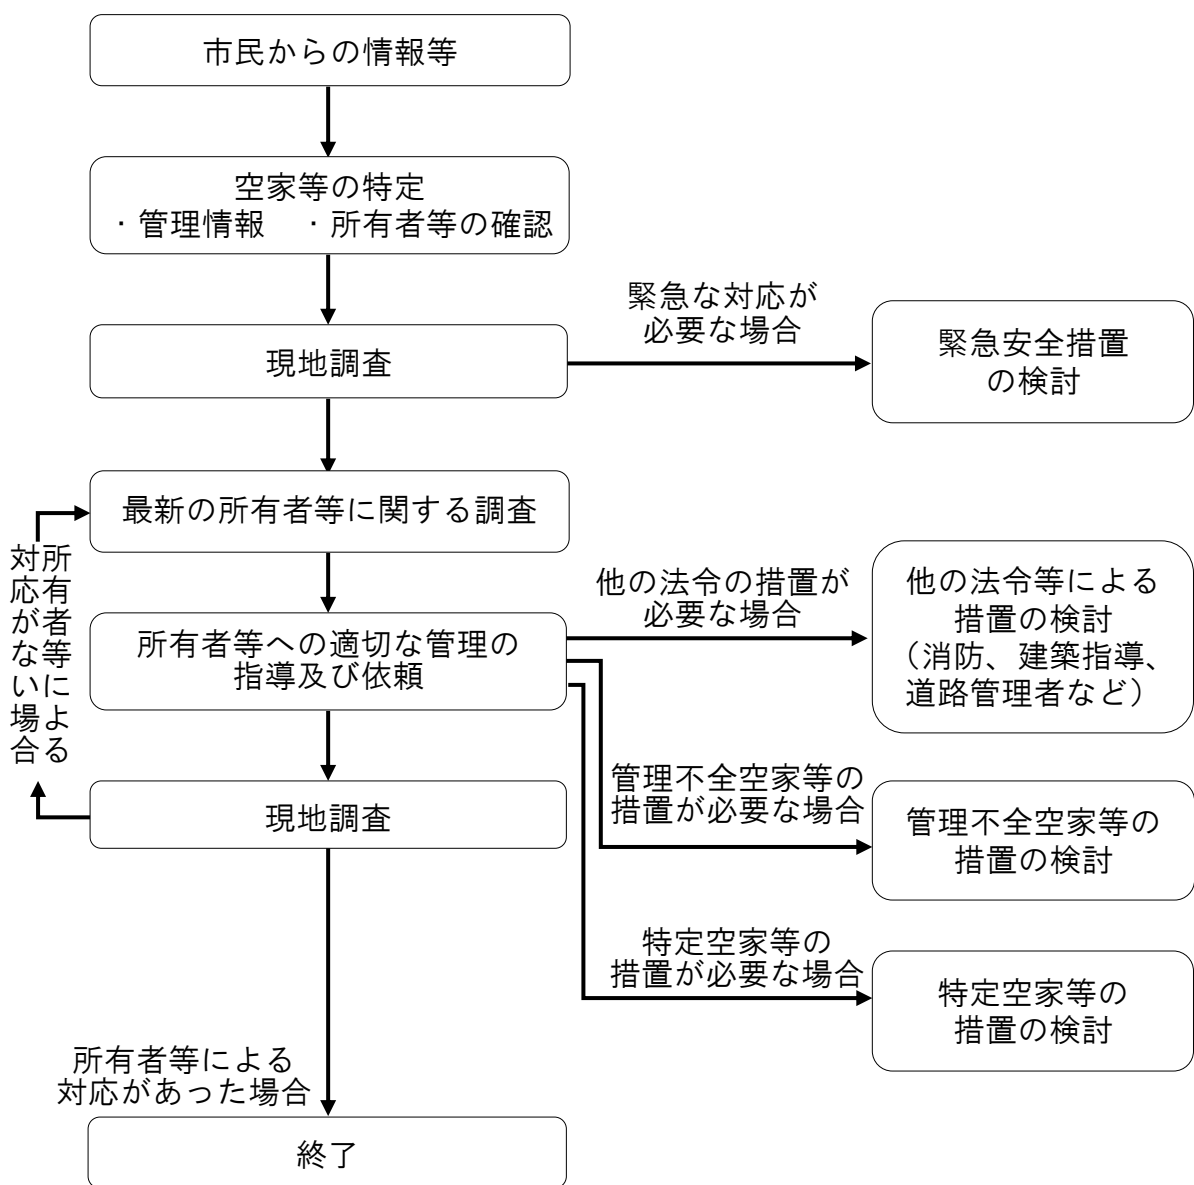 市民からの情報等
空家等の特定
・管理情報　・所有者等の確認
緊急な対応が
必要な場合
現地調査
緊急安全措置
の検討
最新の所有者等に関する調査
所有者等による
対応がない場合
他の法令の措置が
必要な場合
他の法令等による
措置の検討
（消防、建築指導、
道路管理者など）
所有者等への適切な管理の
指導及び依頼
管理不全空家等の
措置が必要な場合
管理不全空家等の
措置の検討
現地調査
特定空家等の
措置が必要な場合
特定空家等の
措置の検討
所有者等による
対応があった場合
終了